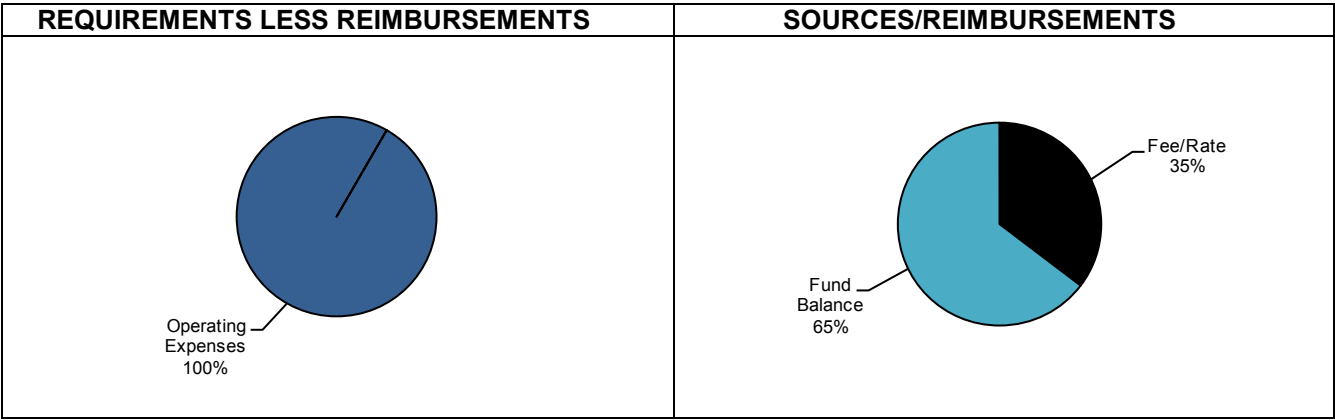 REQUIREMENTS LESS REIMBURSEMENTS
SOURCES/REIMBURSEMENTS
Operating
Expenses
100%
Fee/Rate
35%
Fund
Balance
65%